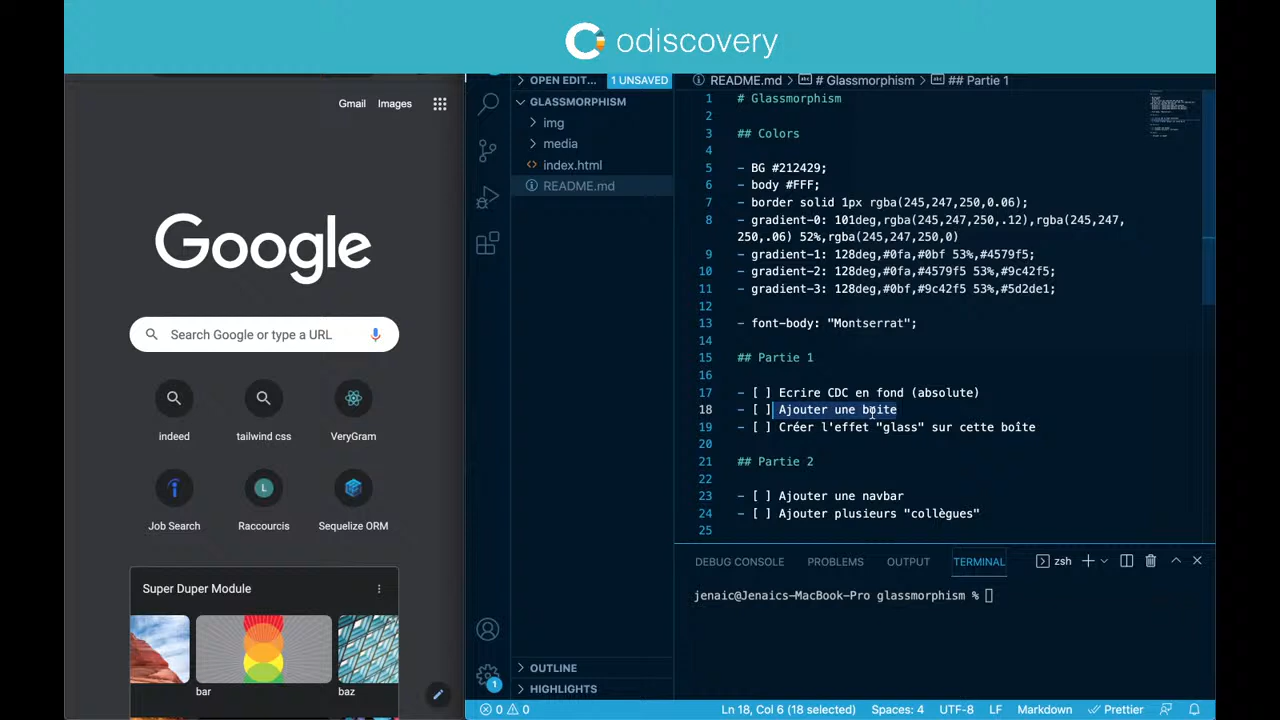 odiscovery
Gmail
Images
Google
Search Google or type a URL
indeed
tailwind css
VeryGram
L
Job Search
Raccourcis
Sequelize ORM
Super Duper Module
bar
baz
OPEN EDIT...
1 UNSAVED
GLASSMORPHISM
img
media
index.html
README.md
OUTLINE
HIGHLIGHTS
1
README.md > # Glassmorphism > ## Partie 1
1 # Glassmorphism
2
3 ## Colors
4
5 - BG #212429;
6 - body #FFF;
7 - border solid 1px rgba(245,247,250,0.06);
8 - gradient-0: 101deg,rgba(245,247,250,.12),rgba(245,247,
250,.06) 52%,rgba(245,247,250,0)
9 - gradient-1: 128deg,#0fa,#0bf 53%,#4579f5;
10 - gradient-2: 128deg,#0fa,#4579f5 53%,#9c42f5;
11 - gradient-3: 128deg,#0bf,#9c42f5 53%,#5d2de1;
12
13 - font-body: "Montserrat";
14
15 ## Partie 1
16
17 - [ ] Ecrire CDC en fond (absolute)
18 - [ ] Ajouter une boite
19 - [ ] Créer l'effet "glass" sur cette boîte
20
21 ## Partie 2
22
23 - [ ] Ajouter une navbar
24 - [ ] Ajouter plusieurs "collègues"
25
DEBUG CONSOLE
PROBLEMS
OUTPUT
TERMINAL
zsh
jenaic@Jenaics-MacBook-Pro glassmorphism %
0 0
Ln 18, Col 6 (18 selected)
Spaces: 4
UTF-8
LF
Markdown
Prettier